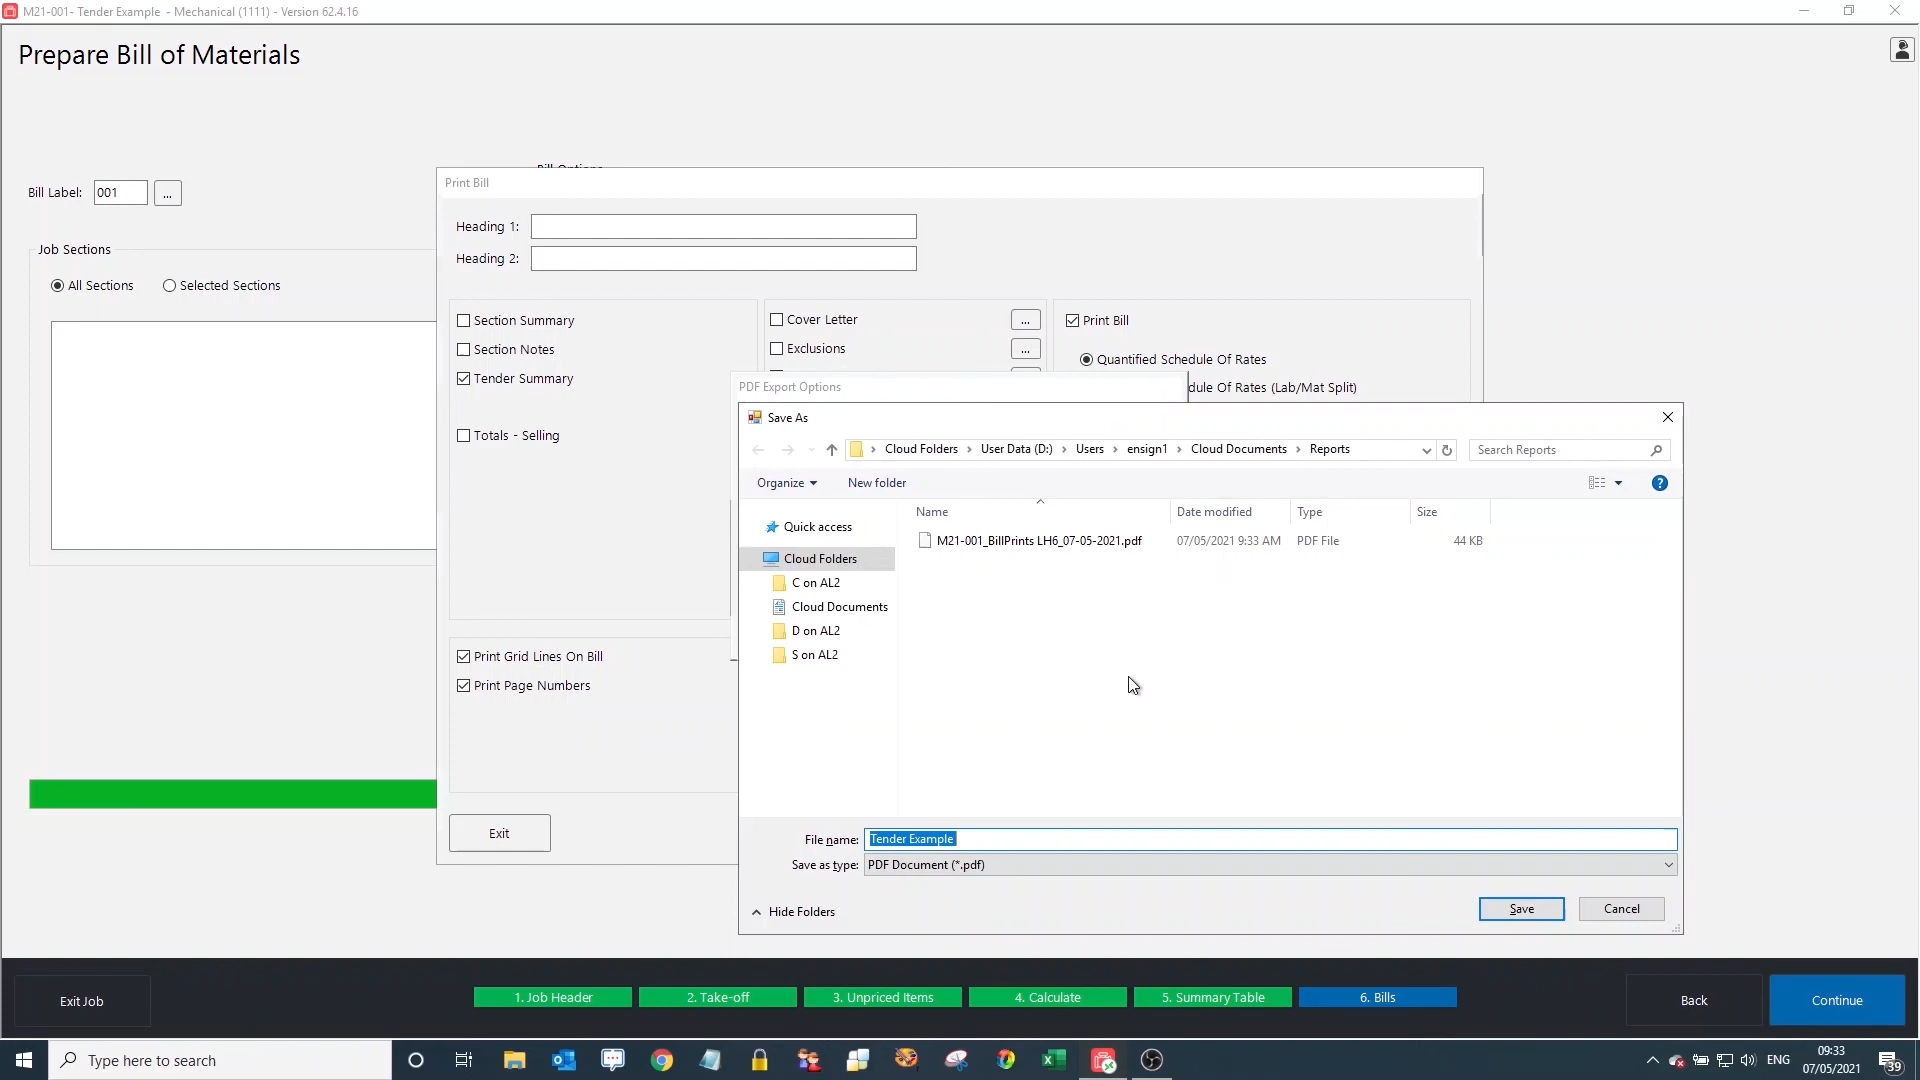 M21-001- Tender Example - Mechanical (1111) - Version 62.4.16
Prepare Bill of Materials
Bill Options
Bill Label: 001 ...
Print Bill
Heading 1:
Heading 2:
Job Sections
All Sections Selected Sections
Section Summary
Section Notes
Tender Summary
Totals - Selling
Cover Letter ...
Exclusions ...
Print Bill
Quantified Schedule Of Rates
dule Of Rates (Lab/Mat Split)
PDF Export Options
Save As
Cloud Folders User Data (D:) Users ensign1 Cloud Documents Reports
Search Reports
Organize New folder
Name Date modified Type Size
M21-001_BillPrints LH6_07-05-2021.pdf 07/05/2021 9:33 AM PDF File 44 KB
Quick access
Cloud Folders
C on AL2
Cloud Documents
D on AL2
S on AL2
Print Grid Lines On Bill
Print Page Numbers
Exit
File name: Tender Example
Save as type: PDF Document (*.pdf)
Hide Folders
Save Cancel
Exit Job
1. Job Header 2. Take-off 3. Unpriced Items 4. Calculate 5. Summary Table 6. Bills
Back Continue
Type here to search
ENG
09:33
07/05/2021
39